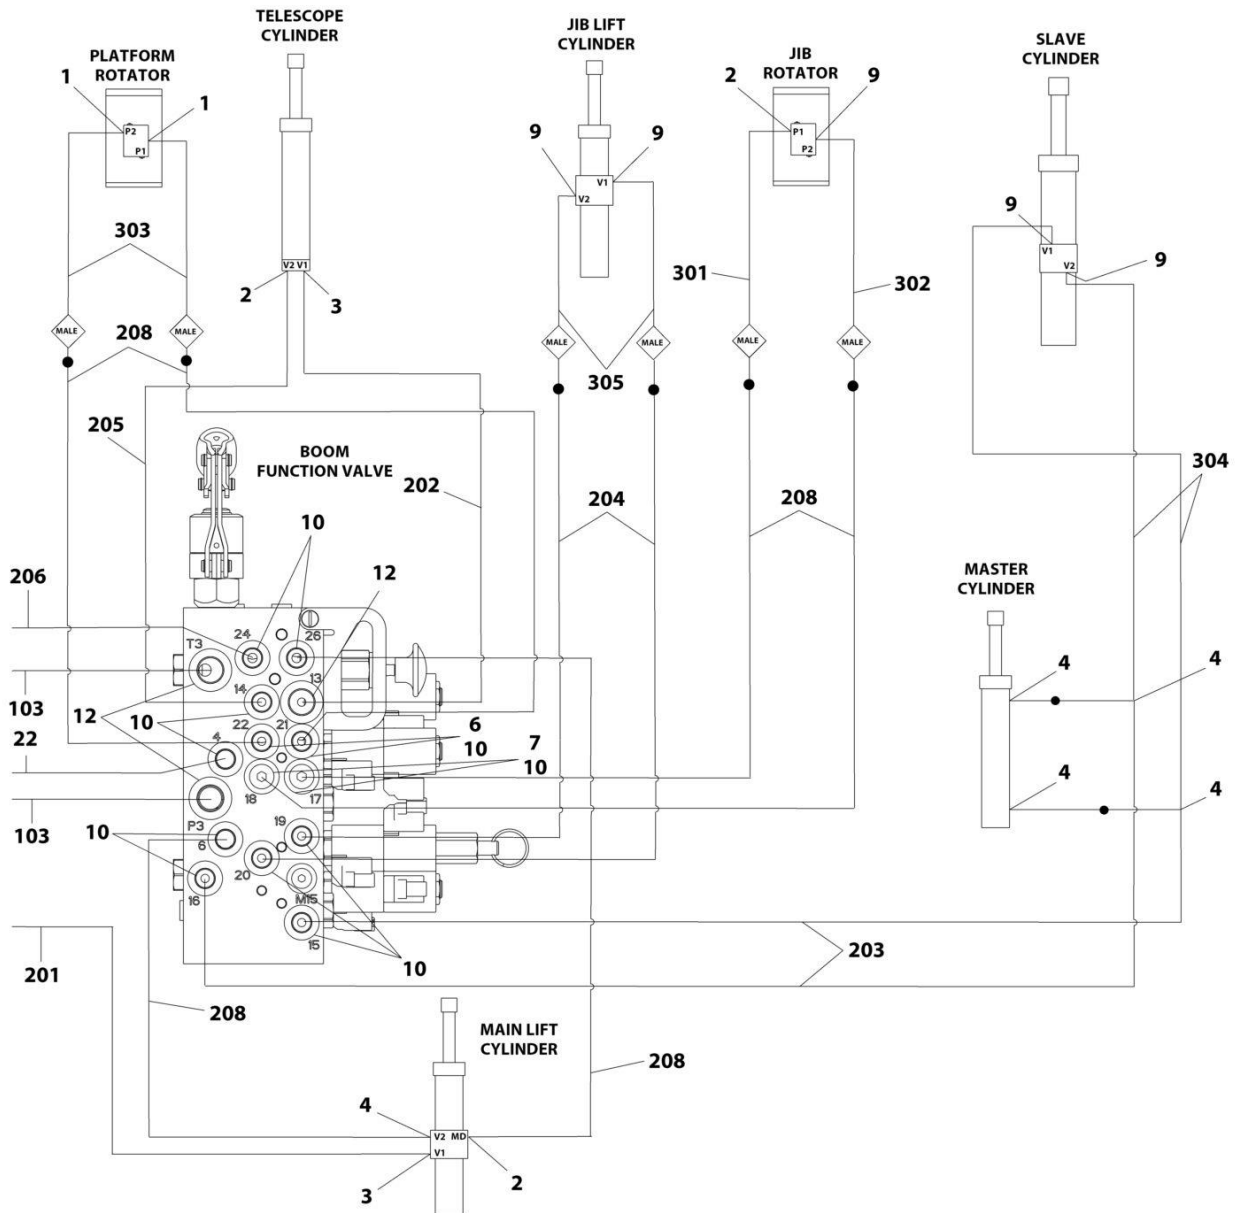 TELESCOPE
CYLINDER
JIB LIFT
CYLINDER
PLATFORM
ROTATOR
JIB
ROTATOR
SLAVE
CYLINDER
1
1
P2
P1
2
9
P1
P2
9
9
V1
V2
9
V1
V2
9
303
V2 V1
2
3
301
302
MALE
MALE
MALE
MALE
MALE
MALE
208
305
205
BOOM
FUNCTION VALVE
202
204
208
304
10
12
MASTER
CYLINDER
206
24
26
T3
13
4
4
103
14
12
10
22
21
6
10
22
4
7
10
18
17
4
4
103
P3
10
6
19
20
16
M15
15
10
203
201
208
MAIN LIFT
CYLINDER
208
4
V2 MD
V1
3
2